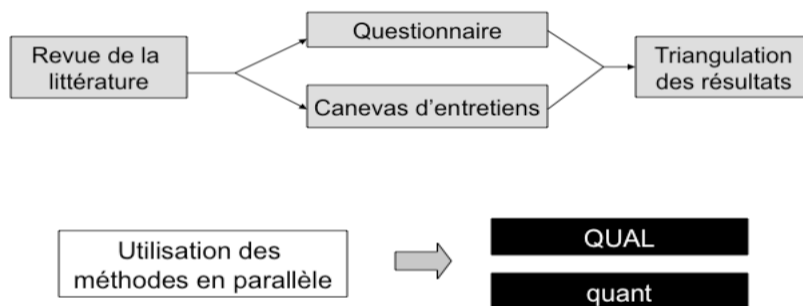 Revue de la
littérature
Questionnaire
Canevas d'entretiens
Triangulation
des résultats
Utilisation des
méthodes en parallèle
QUAL
quant